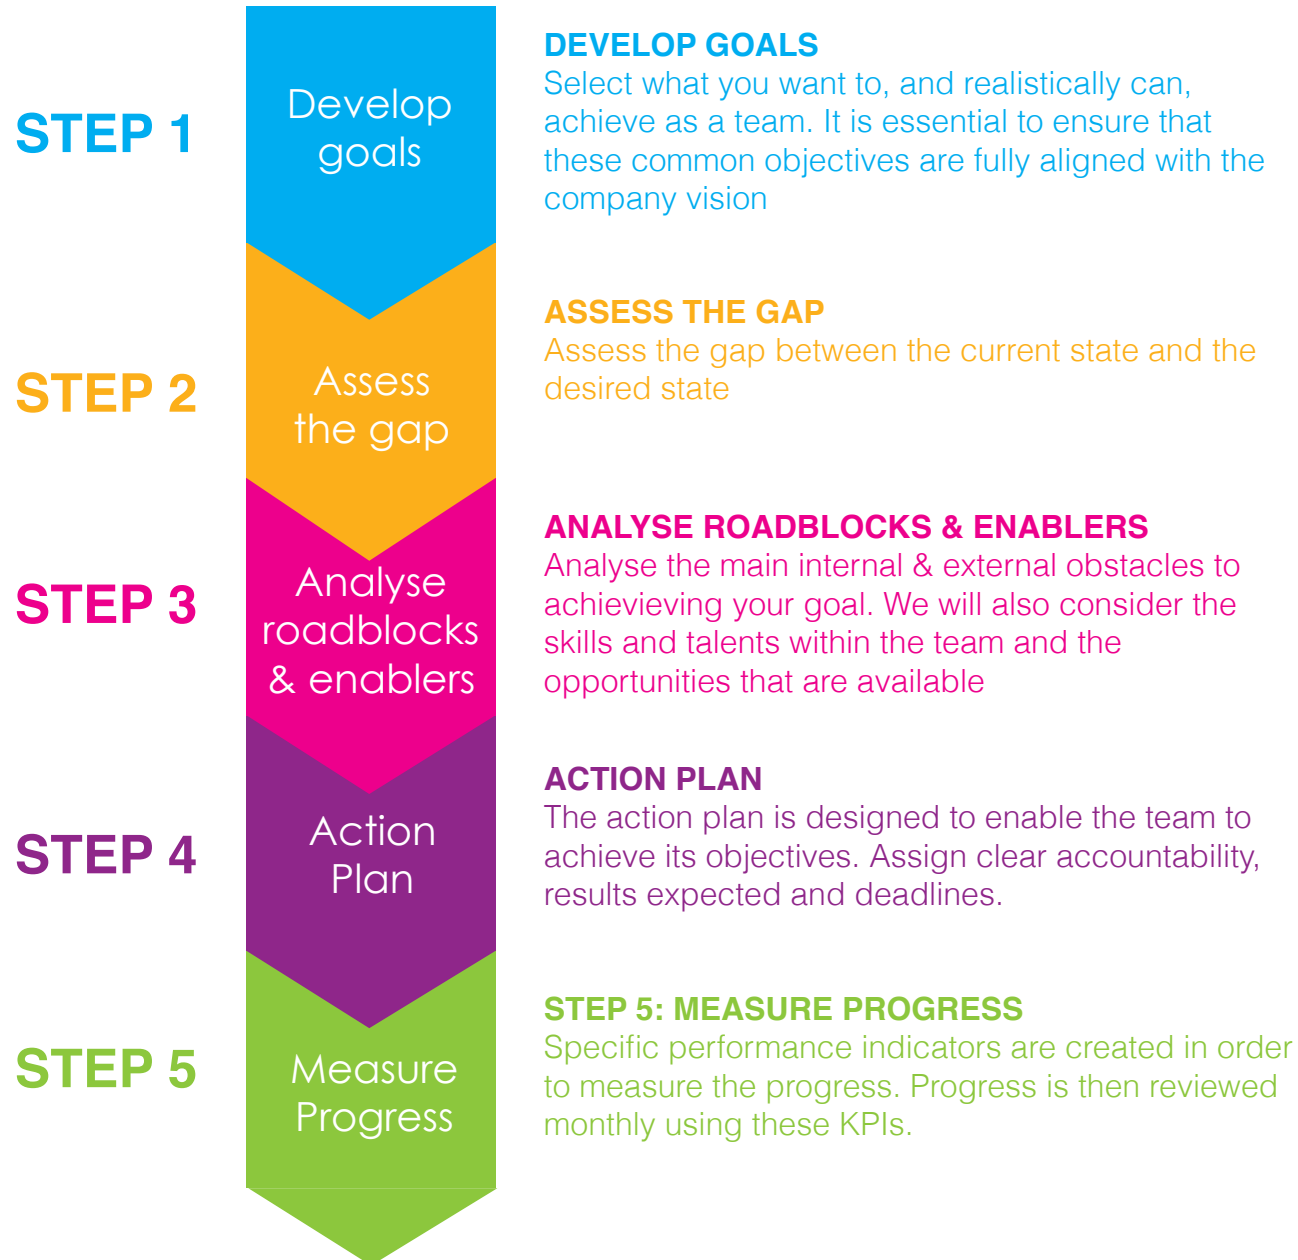 STEP 1
Develop
goals
DEVELOP GOALS
Select what you want to, and realistically can,
achieve as a team. It is essential to ensure that
these common objectives are fully aligned with the
company vision
STEP 2
Assess
the gap
ASSESS THE GAP
Assess the gap between the current state and the
desired state
STEP 3
Analyse
roadblocks
& enablers
ANALYSE ROADBLOCKS & ENABLERS
Analyse the main internal & external obstacles to
achievieving your goal. We will also consider the
skills and talents within the team and the
opportunities that are available
STEP 4
Action
Plan
ACTION PLAN
The action plan is designed to enable the team to
achieve its objectives. Assign clear accountability,
results expected and deadlines.
STEP 5
Measure
Progress
STEP 5: MEASURE PROGRESS
Specific performance indicators are created in order
to measure the progress. Progress is then reviewed
monthly using these KPIs.